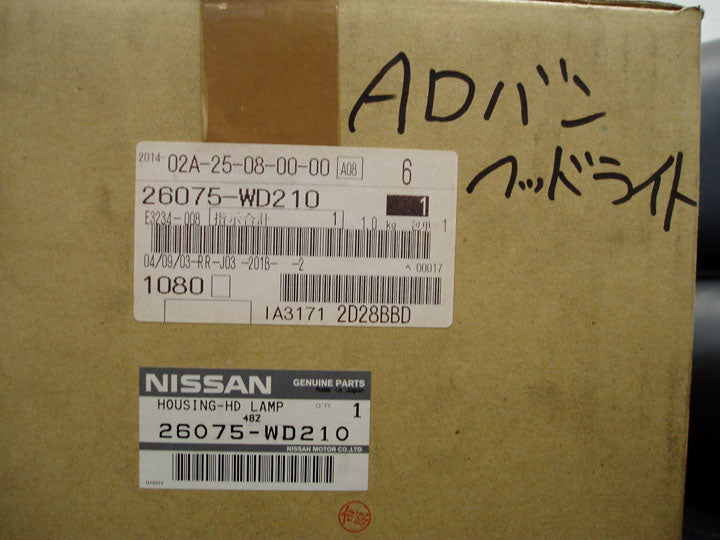 ADバン
ヘッドライト
2014- 02A-25-08-00-00 A08 6
26075-WD210 1
E3234-008 指示合計 1 1.0 kg 1
04/09/03-RR-J03 -201B- -2 ヘ 00017
1080
IA3171 2D28BBD
NISSAN GENUINE PARTS
Made in Japan
HOUSING-HD LAMP Q'TY 1
48Z
26075-WD210
NISSAN MOTOR CO.,LTD.